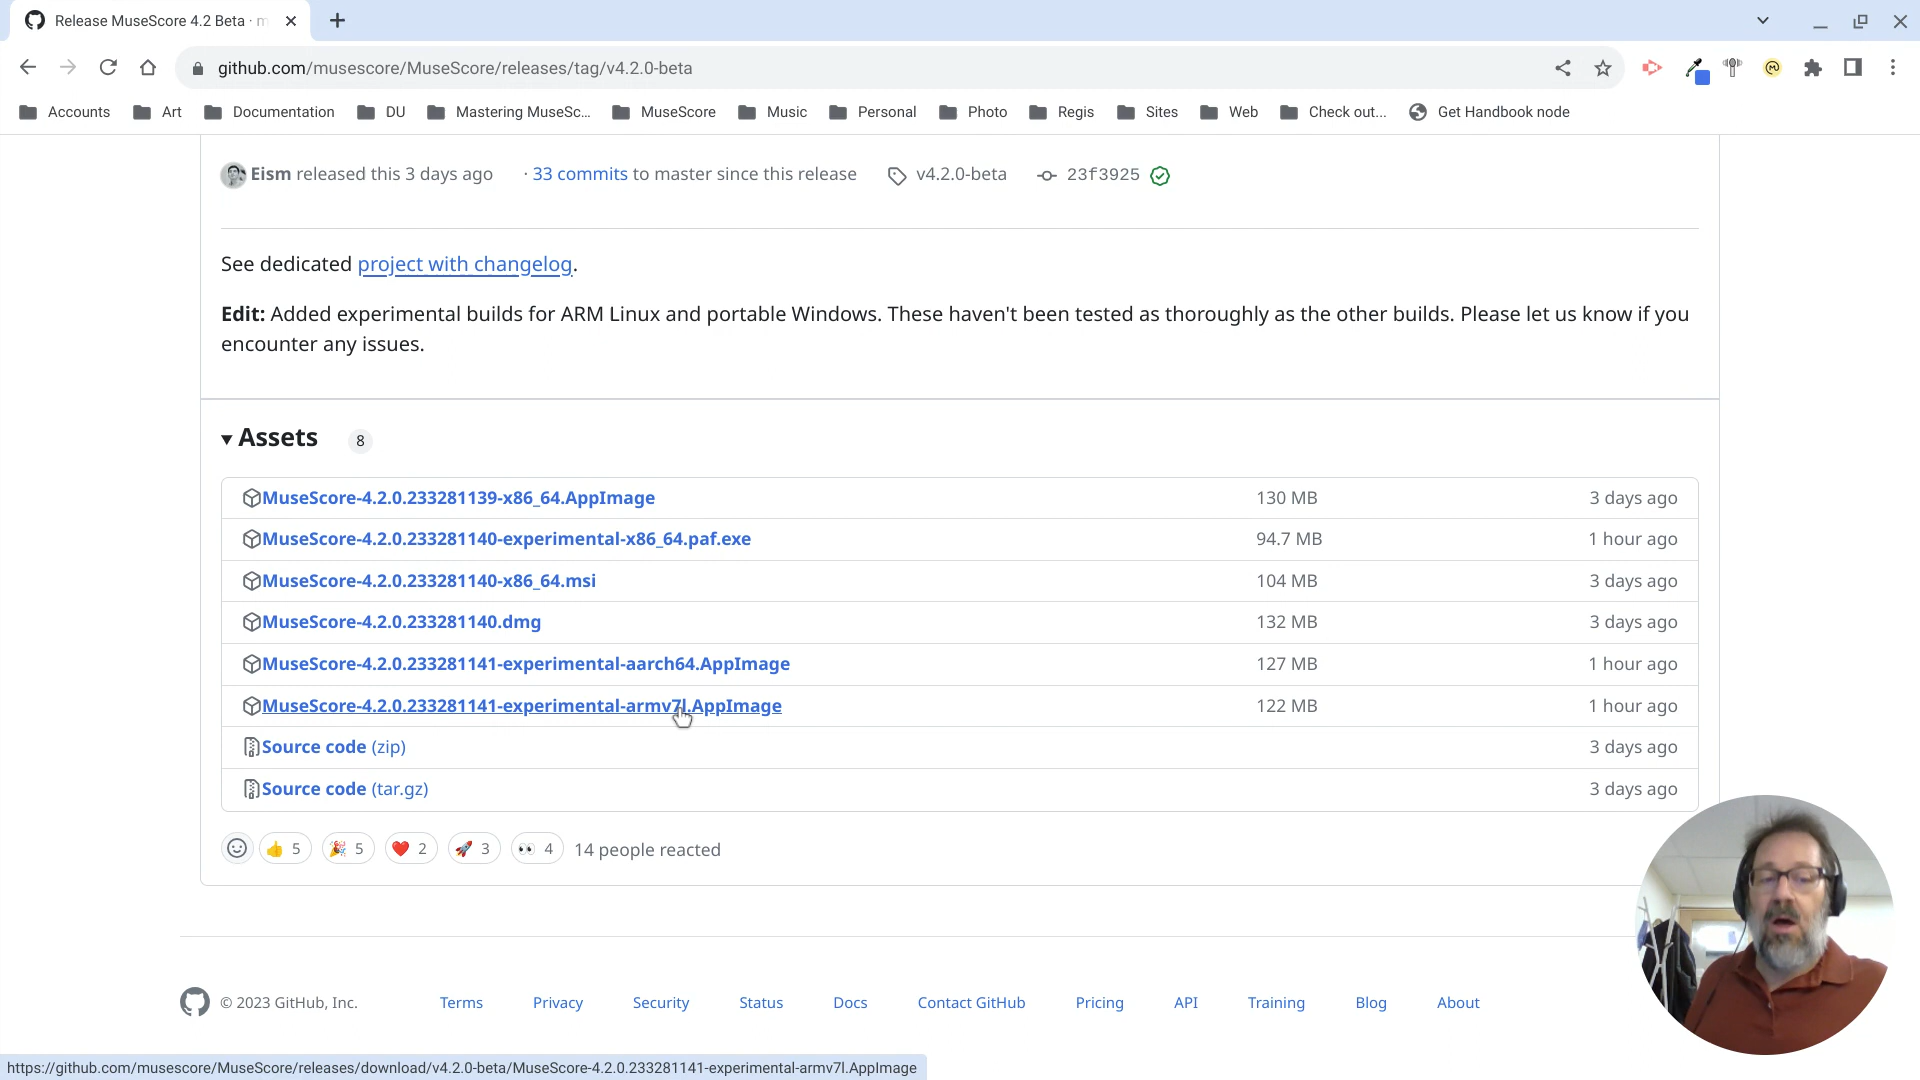 Release MuseScore 4.2 Beta · m
github.com/musescore/MuseScore/releases/tag/v4.2.0-beta
Accounts Art Documentation DU Mastering MuseSc... MuseScore Music Personal Photo Regis Sites Web Check out... Get Handbook node
Eism released this 3 days ago · 33 commits to master since this release v4.2.0-beta 23f3925
See dedicated project with changelog.
Edit: Added experimental builds for ARM Linux and portable Windows. These haven't been tested as thoroughly as the other builds. Please let us know if you
encounter any issues.
Assets 8
MuseScore-4.2.0.233281139-x86_64.AppImage 130 MB 3 days ago
MuseScore-4.2.0.233281140-experimental-x86_64.paf.exe 94.7 MB 1 hour ago
MuseScore-4.2.0.233281140-x86_64.msi 104 MB 3 days ago
MuseScore-4.2.0.233281140.dmg 132 MB 3 days ago
MuseScore-4.2.0.233281141-experimental-aarch64.AppImage 127 MB 1 hour ago
MuseScore-4.2.0.233281141-experimental-armv7l.AppImage 122 MB 1 hour ago
Source code (zip) 3 days ago
Source code (tar.gz) 3 days ago
👍 5 🎉 5 ❤️ 2 🚀 3 👀 4 14 people reacted
© 2023 GitHub, Inc. Terms Privacy Security Status Docs Contact GitHub Pricing API Training Blog About
https://github.com/musescore/MuseScore/releases/download/v4.2.0-beta/MuseScore-4.2.0.233281141-experimental-armv7l.AppImage